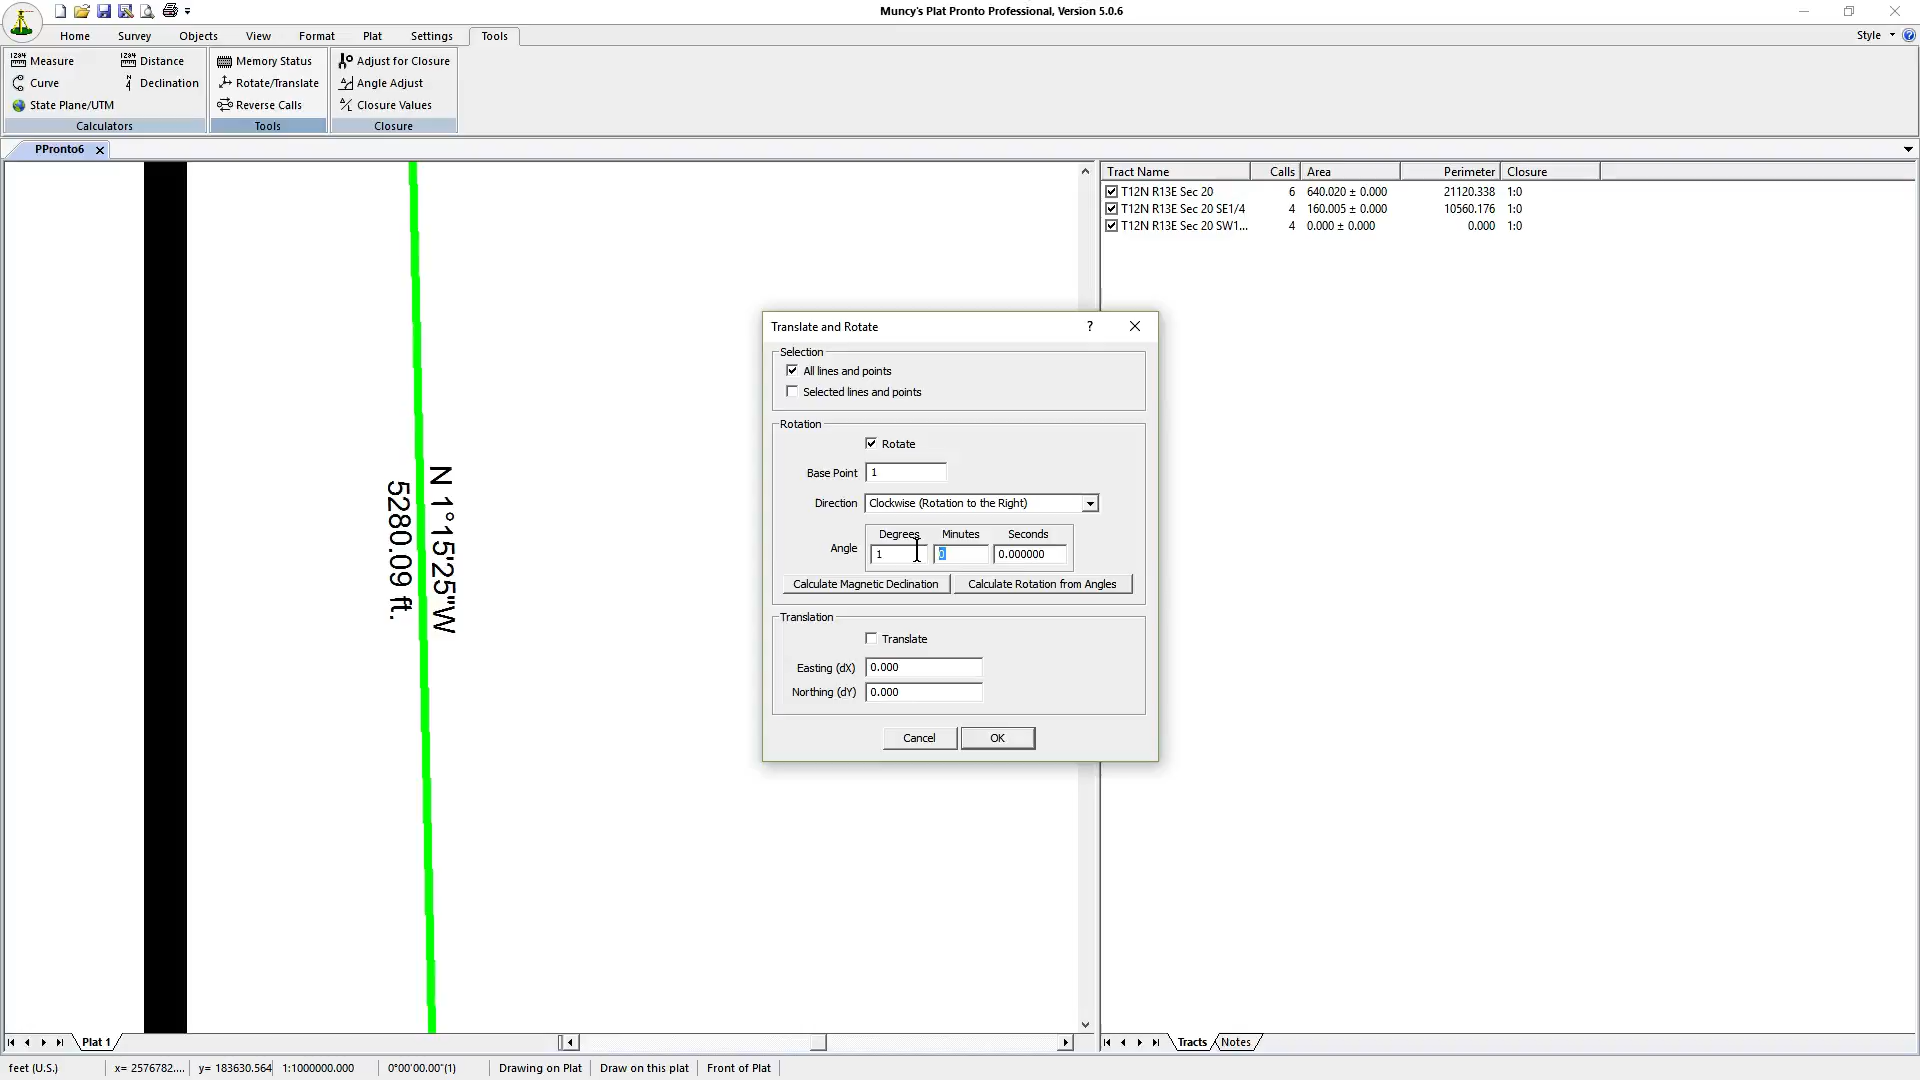 Muncy's Plat Pronto Professional, Version 5.0.6
Home Survey Objects View Format Plat Settings Tools Style
Measure Distance Memory Status Adjust for Closure
Curve Declination Rotate/Translate Angle Adjust
State Plane/UTM Reverse Calls Closure Values
Calculators Tools Closure
PPronto6
Tract Name Calls Area Perimeter Closure
T12N R13E Sec 20 6 640.020 ± 0.000 21120.338 1:0
T12N R13E Sec 20 SE1/4 4 160.005 ± 0.000 10560.176 1:0
T12N R13E Sec 20 SW1... 4 0.000 ± 0.000 0.000 1:0
N 1°15'25"W
5280.09 ft.
Translate and Rotate ?
Selection
All lines and points
Selected lines and points
Rotation
Rotate
Base Point 1
Direction Clockwise (Rotation to the Right)
Degrees Minutes Seconds
Angle 1 0 0.000000
Calculate Magnetic Declination Calculate Rotation from Angles
Translation
Translate
Easting (dX) 0.000
Northing (dY) 0.000
Cancel OK
Plat 1 Tracts Notes
feet (U.S.) x= 2576782.... y= 183630.564 1:1000000.000 0°00'00.00"(1) Drawing on Plat Draw on this plat Front of Plat